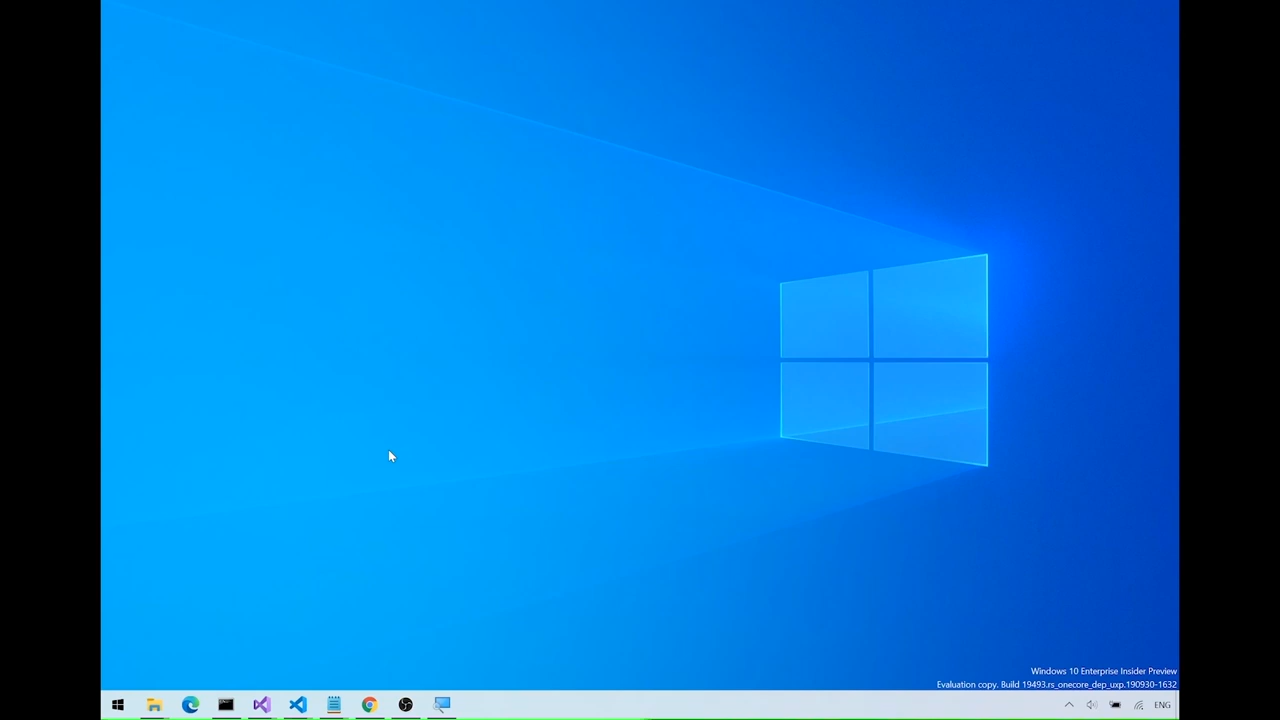 Windows 10 Enterprise Insider Preview
Evaluation copy. Build 19493.rs_onecore_dep_uxp.190930-1632
ENG